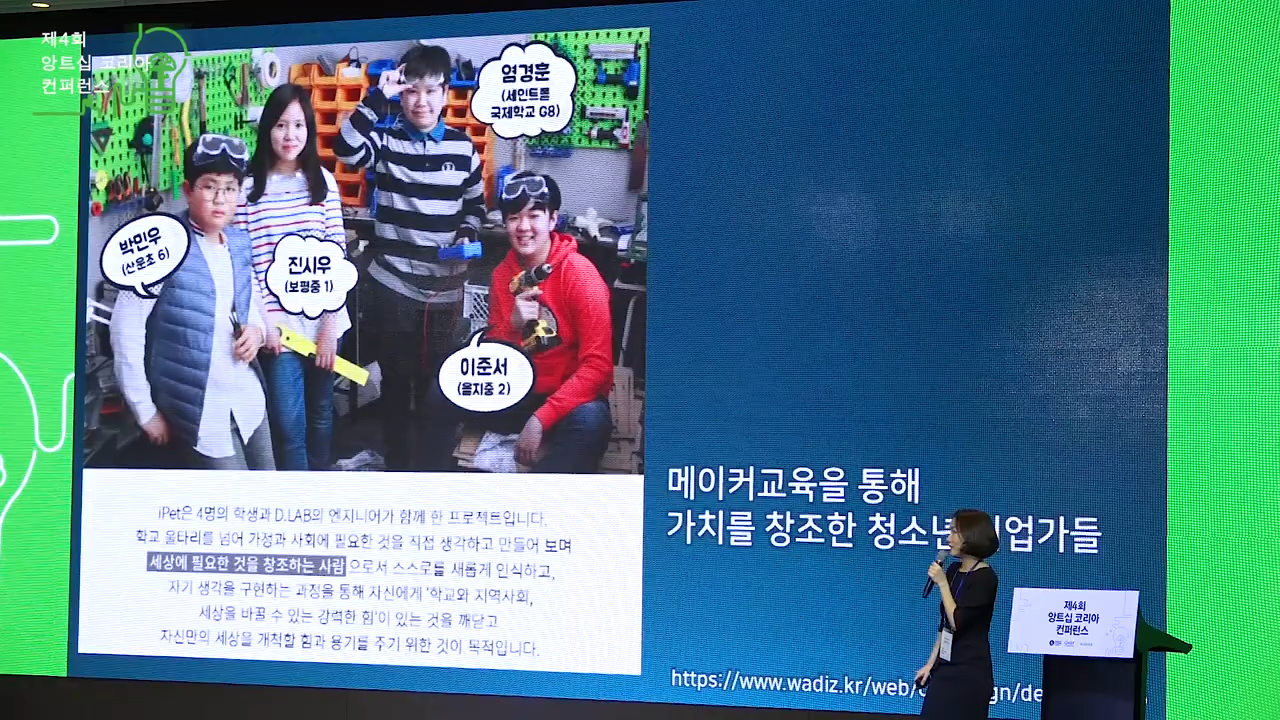 제4회
앙트십 코리아
컨퍼런스
염경훈
(세인트폴
국제학교 G8)
박민우
(산운초 6)
진시우
(보평중 1)
이준서
(을지중 2)
iPet은 4명의 학생과 D.LAB의 엔지니어가 함께 한 프로젝트입니다.
학교 울타리를 넘어 가정과 사회에 필요한 것을 직접 생각하고 만들어 보며
세상에 필요한 것을 창조하는 사람으로서 스스로를 새롭게 인식하고,
자기 생각을 구현하는 과정을 통해 자신에게 '학교와 지역사회,
세상을 바꿀 수 있는 강력한 힘'이 있는 것을 깨닫고
자신만의 세상을 개척할 힘과 용기를 주기 위한 것이 목적입니다.
메이커교육을 통해
가치를 창조한 청소년 기업가들
https://www.wadiz.kr/web/
제4회
앙트십 코리아
컨퍼런스